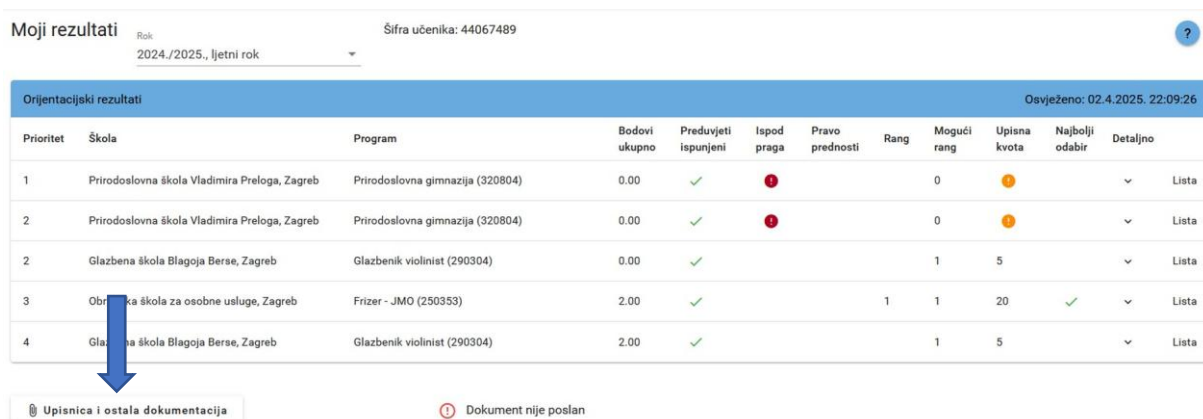 Moji rezultati
Rok
2024./2025., ljetni rok
Šifra učenika: 44067489
?
Orijentacijski rezultati Osvježeno: 02.4.2025. 22:09:26
Prioritet Škola Program Bodovi ukupno Preduvjeti ispunjeni Ispod praga Pravo prednosti Rang Mogući rang Upisna kvota Najbolji odabir Detaljno
1 Prirodoslovna škola Vladimira Preloga, Zagreb Prirodoslovna gimnazija (320804) 0.00 0 Lista
2 Prirodoslovna škola Vladimira Preloga, Zagreb Prirodoslovna gimnazija (320804) 0.00 0 Lista
2 Glazbena škola Blagoja Berse, Zagreb Glazbenik violinist (290304) 0.00 1 5 Lista
3 škola za osobne usluge, Zagreb Frizer - JMO (250353) 2.00 1 1 20 Lista
4 škola Blagoja Berse, Zagreb Glazbenik violinist (290304) 2.00 1 5 Lista
Upisnica i ostala dokumentacija Dokument nije poslan